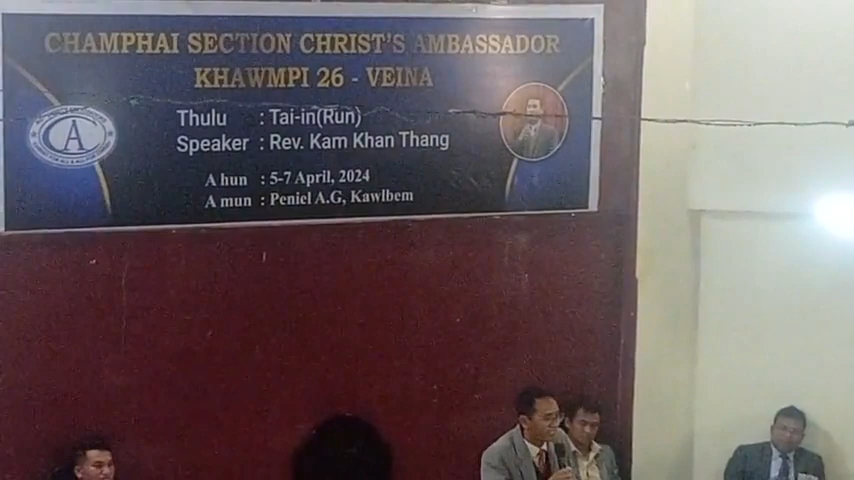 CHAMPHAI SECTION CHRIST'S AMBASSADOR
KHAWMPI 26 - VEINA
Thulu : Tai-in(Run)
Speaker : Rev. Kam Khan Thang
A hun : 5-7 April, 2024
A mun : Peniel A.G, Kawlbem
A